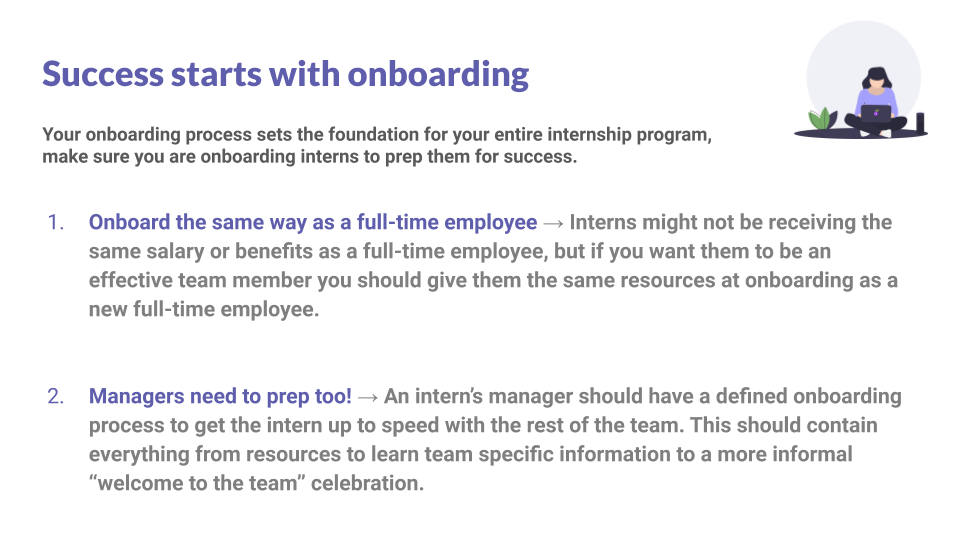 Success starts with onboarding
Your onboarding process sets the foundation for your entire internship program,
make sure you are onboarding interns to prep them for success.
1. Onboard the same way as a full-time employee → Interns might not be receiving the
same salary or benefits as a full-time employee, but if you want them to be an
effective team member you should give them the same resources at onboarding as a
new full-time employee.
2. Managers need to prep too! → An intern’s manager should have a defined onboarding
process to get the intern up to speed with the rest of the team. This should contain
everything from resources to learn team specific information to a more informal
“welcome to the team” celebration.